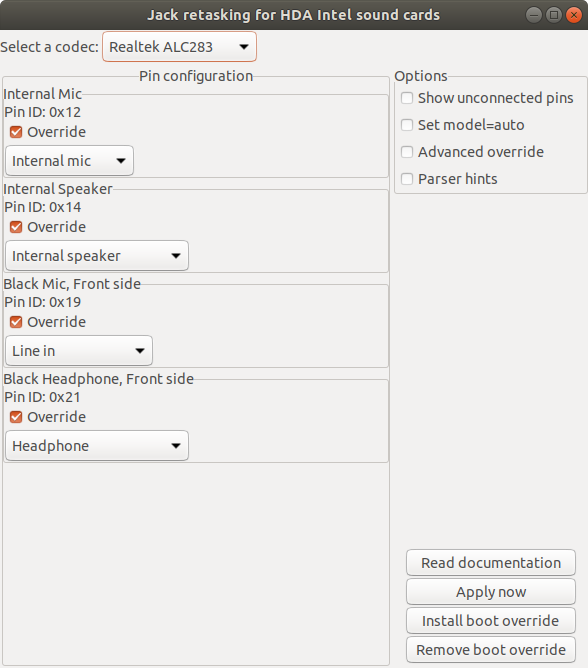 Jack retasking for HDA Intel sound cards
Select a codec: Realtek ALC283
Pin configuration
Internal Mic
Pin ID: 0x12
Override
Internal mic
Internal Speaker
Pin ID: 0x14
Override
Internal speaker
Black Mic, Front side
Pin ID: 0x19
Override
Line in
Black Headphone, Front side
Pin ID: 0x21
Override
Headphone
Options
Show unconnected pins
Set model=auto
Advanced override
Parser hints
Read documentation
Apply now
Install boot override
Remove boot override